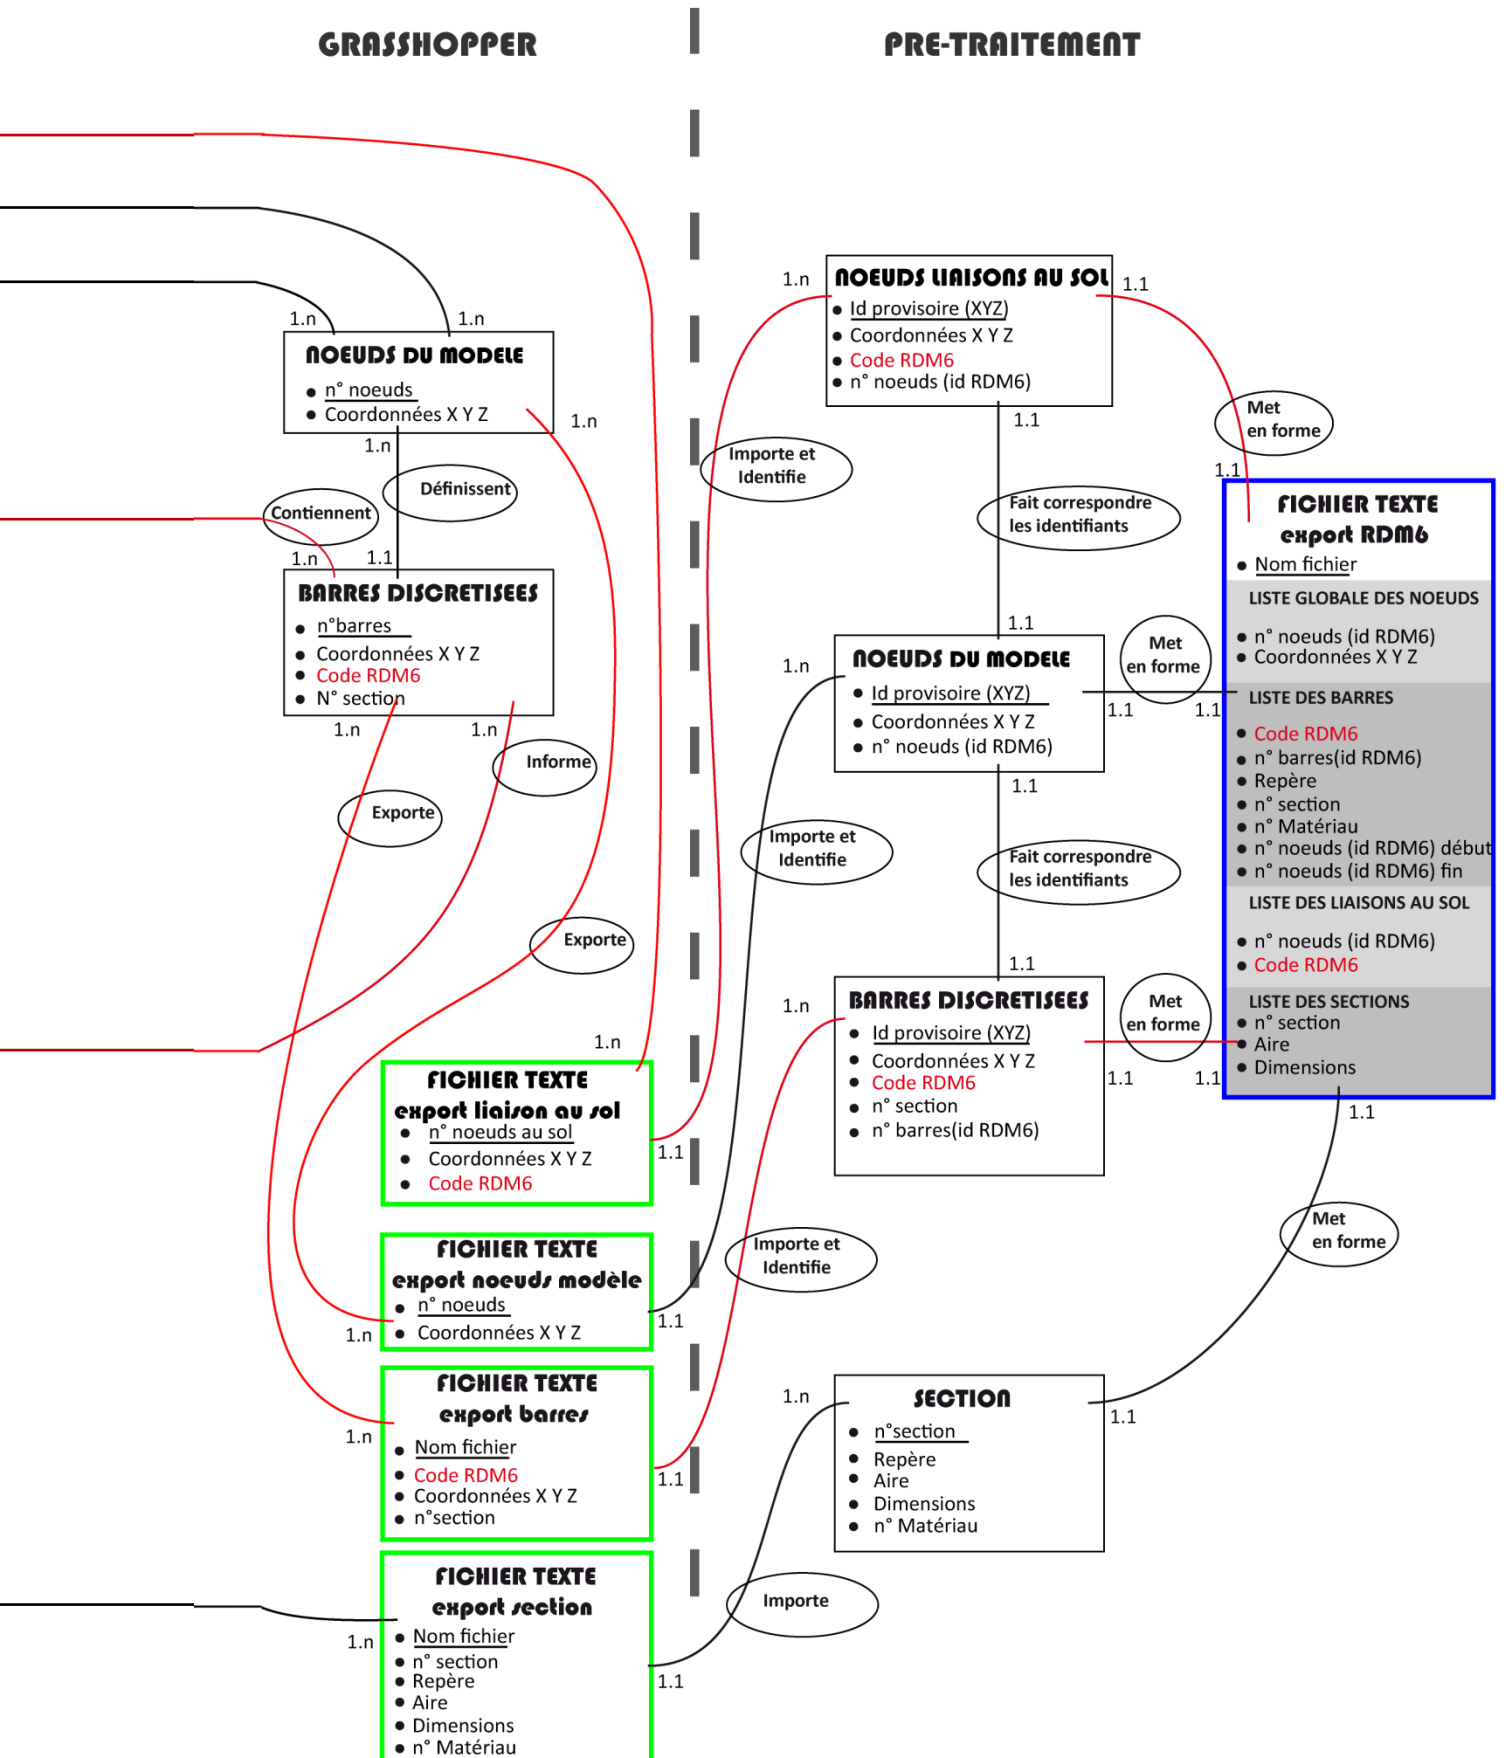 GRASSHOPPER
PRE-TRAITEMENT
1.n
1.n
NOEUDS DU MODELE
n° noeuds
Coordonnées X Y Z
1.n
1.n
Définissent
Contiennent
1.n
1.1
BARRES DISCRETISEES
n°barres
Coordonnées X Y Z
Code RDM6
N° section
1.n
1.n
Informe
Exporte
Exporte
1.n
FICHIER TEXTE
export liaison au sol
n° noeuds au sol
Coordonnées X Y Z
Code RDM6
1.1
FICHIER TEXTE
export noeuds modèle
n° noeuds
Coordonnées X Y Z
1.n
1.1
FICHIER TEXTE
export barres
Nom fichier
Code RDM6
Coordonnées X Y Z
n°section
1.n
1.1
FICHIER TEXTE
export section
Nom fichier
n° section
Repère
Aire
Dimensions
n° Matériau
1.n
1.1
1.n
NOEUDS LIAISONS AU SOL
Id provisoire (XYZ)
Coordonnées X Y Z
Code RDM6
n° noeuds (id RDM6)
1.1
1.1
Importe et
Identifie
Met
en forme
1.1
Fait correspondre
les identifiants
1.1
1.n
NOEUDS DU MODELE
Id provisoire (XYZ)
Coordonnées X Y Z
n° noeuds (id RDM6)
Met
en forme
1.1
1.1
1.1
Importe et
Identifie
Fait correspondre
les identifiants
1.1
1.n
BARRES DISCRETISEES
Id provisoire (XYZ)
Coordonnées X Y Z
Code RDM6
n° section
n° barres(id RDM6)
Met
en forme
1.1
1.1
Importe et
Identifie
1.n
SECTION
n°section
Repère
Aire
Dimensions
n° Matériau
1.1
Importe
FICHIER TEXTE
export RDM6
Nom fichier
LISTE GLOBALE DES NOEUDS
n° noeuds (id RDM6)
Coordonnées X Y Z
LISTE DES BARRES
Code RDM6
n° barres(id RDM6)
Repère
n° section
n° Matériau
n° noeuds (id RDM6) début
n° noeuds (id RDM6) fin
LISTE DES LIAISONS AU SOL
n° noeuds (id RDM6)
Code RDM6
LISTE DES SECTIONS
n° section
Aire
Dimensions
1.1
Met
en forme